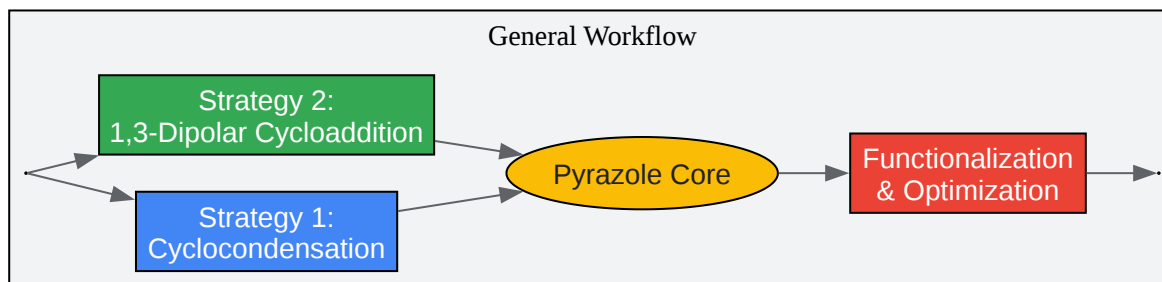 General Workflow
Strategy 2:
1,3-Dipolar Cycloaddition
Strategy 1:
Cyclocondensation
Pyrazole Core
Functionalization
& Optimization